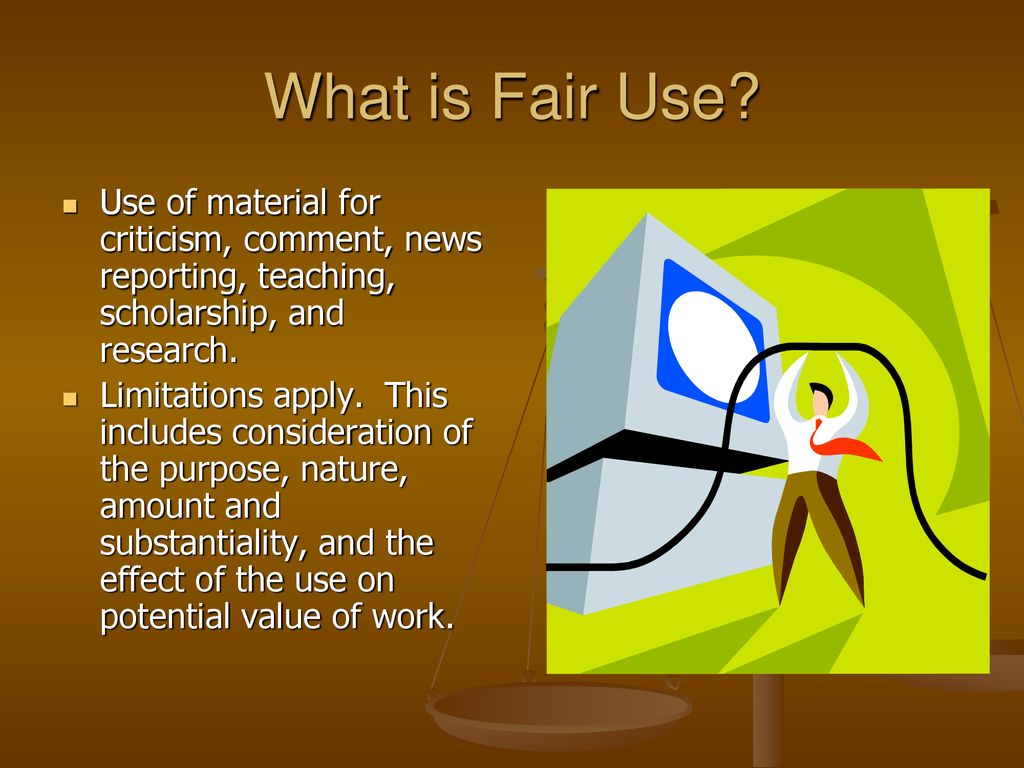 What is Fair Use?
Use of material for
criticism, comment, news
reporting, teaching,
scholarship, and
research.
Limitations apply.  This
includes consideration of
the purpose, nature,
amount and
substantiality, and the
effect of the use on
potential value of work.